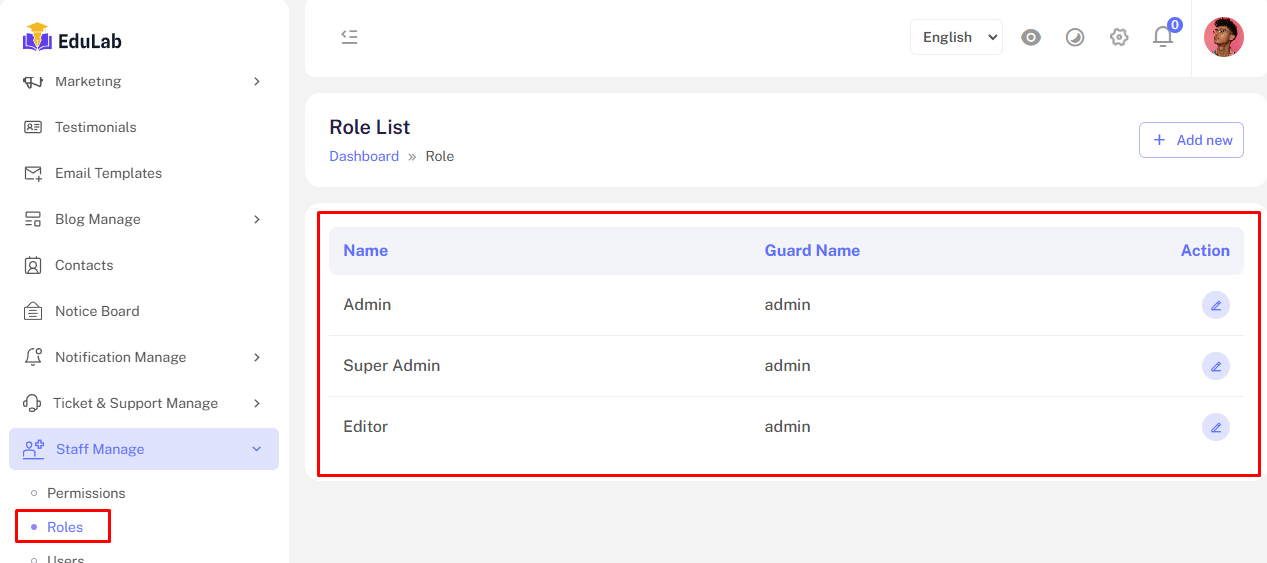 EduLab
Marketing
Testimonials
Email Templates
Blog Manage
Contacts
Notice Board
Notification Manage
Ticket & Support Manage
Staff Manage
Permissions
Roles
Users
English
0
Role List
Dashboard » Role
+ Add new
Name Guard Name Action
Admin admin
Super Admin admin
Editor admin